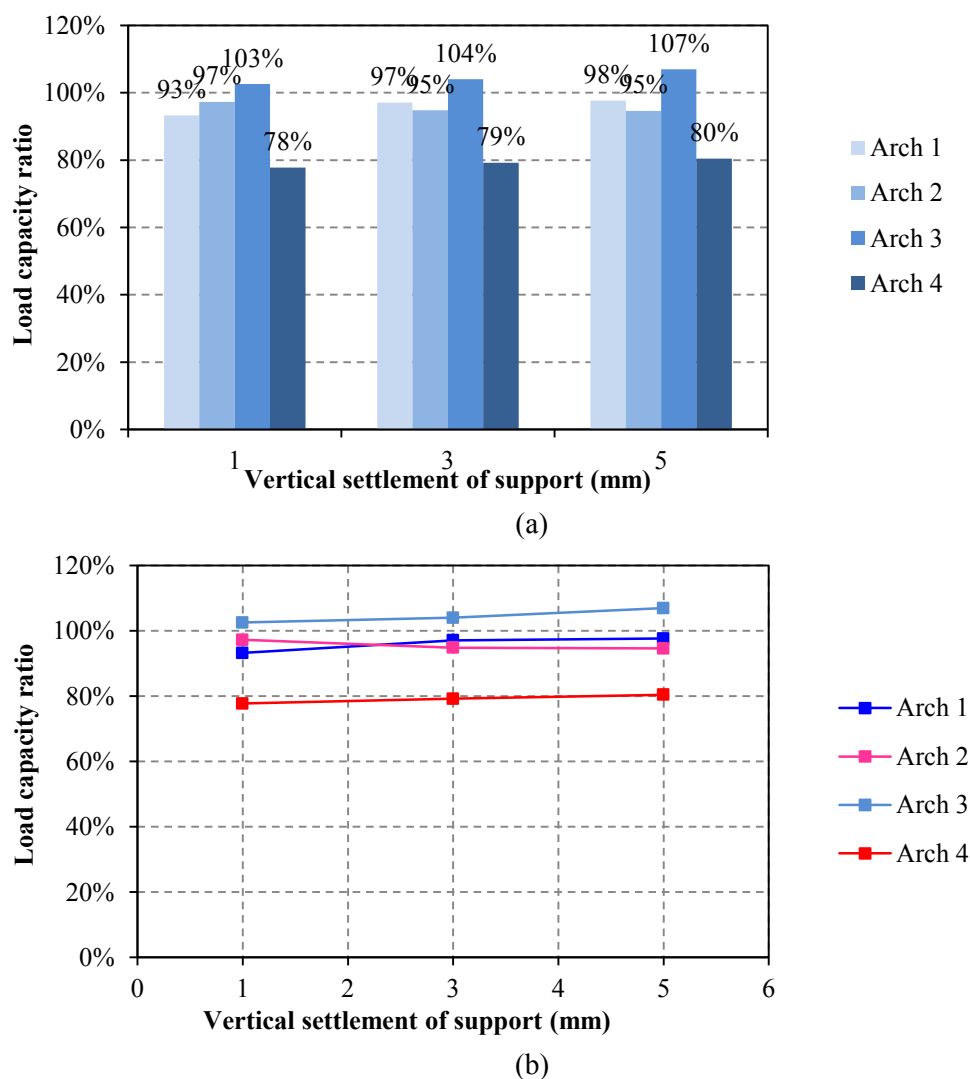 120%
100%
80%
60%
40%
20%
0%
Load capacity ratio
93%
97%
103%
78%
97%
95%
104%
79%
98%
95%
107%
80%
1
3
5
Vertical settlement of support (mm)
Arch 1
Arch 2
Arch 3
Arch 4
(a)
120%
100%
80%
60%
40%
20%
0%
Load capacity ratio
0
1
2
3
4
5
6
Vertical settlement of support (mm)
Arch 1
Arch 2
Arch 3
Arch 4
(b)